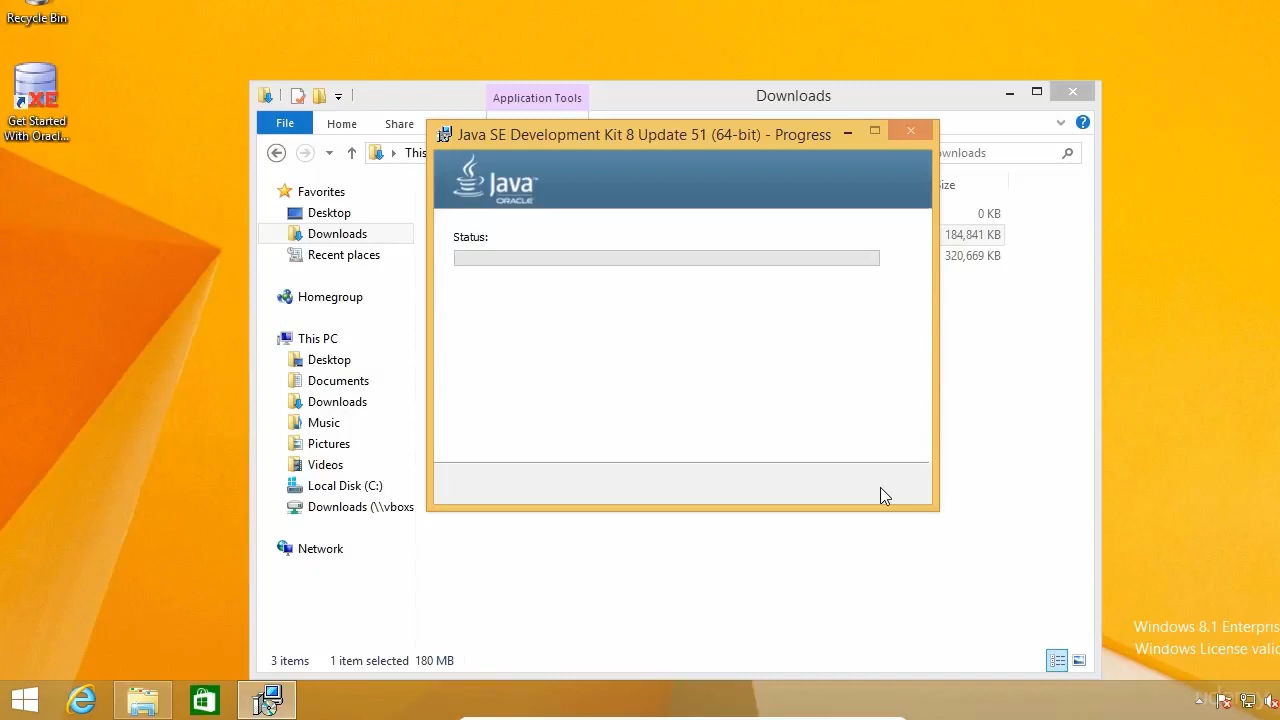 Recycle Bin
Get Started
With Oracl...
XE
Application Tools
Downloads
File
Home
Share
This
Java SE Development Kit 8 Update 51 (64-bit) - Progress
Java™
ORACLE
Status:
Favorites
Desktop
Downloads
Recent places
Homegroup
This PC
Desktop
Documents
Downloads
Music
Pictures
Videos
Local Disk (C:)
Downloads (\\vboxs
Network
ownloads
ize
0 KB
184,841 KB
320,669 KB
3 items 1 item selected 180 MB
Windows 8.1 Enterpris
Windows License valid